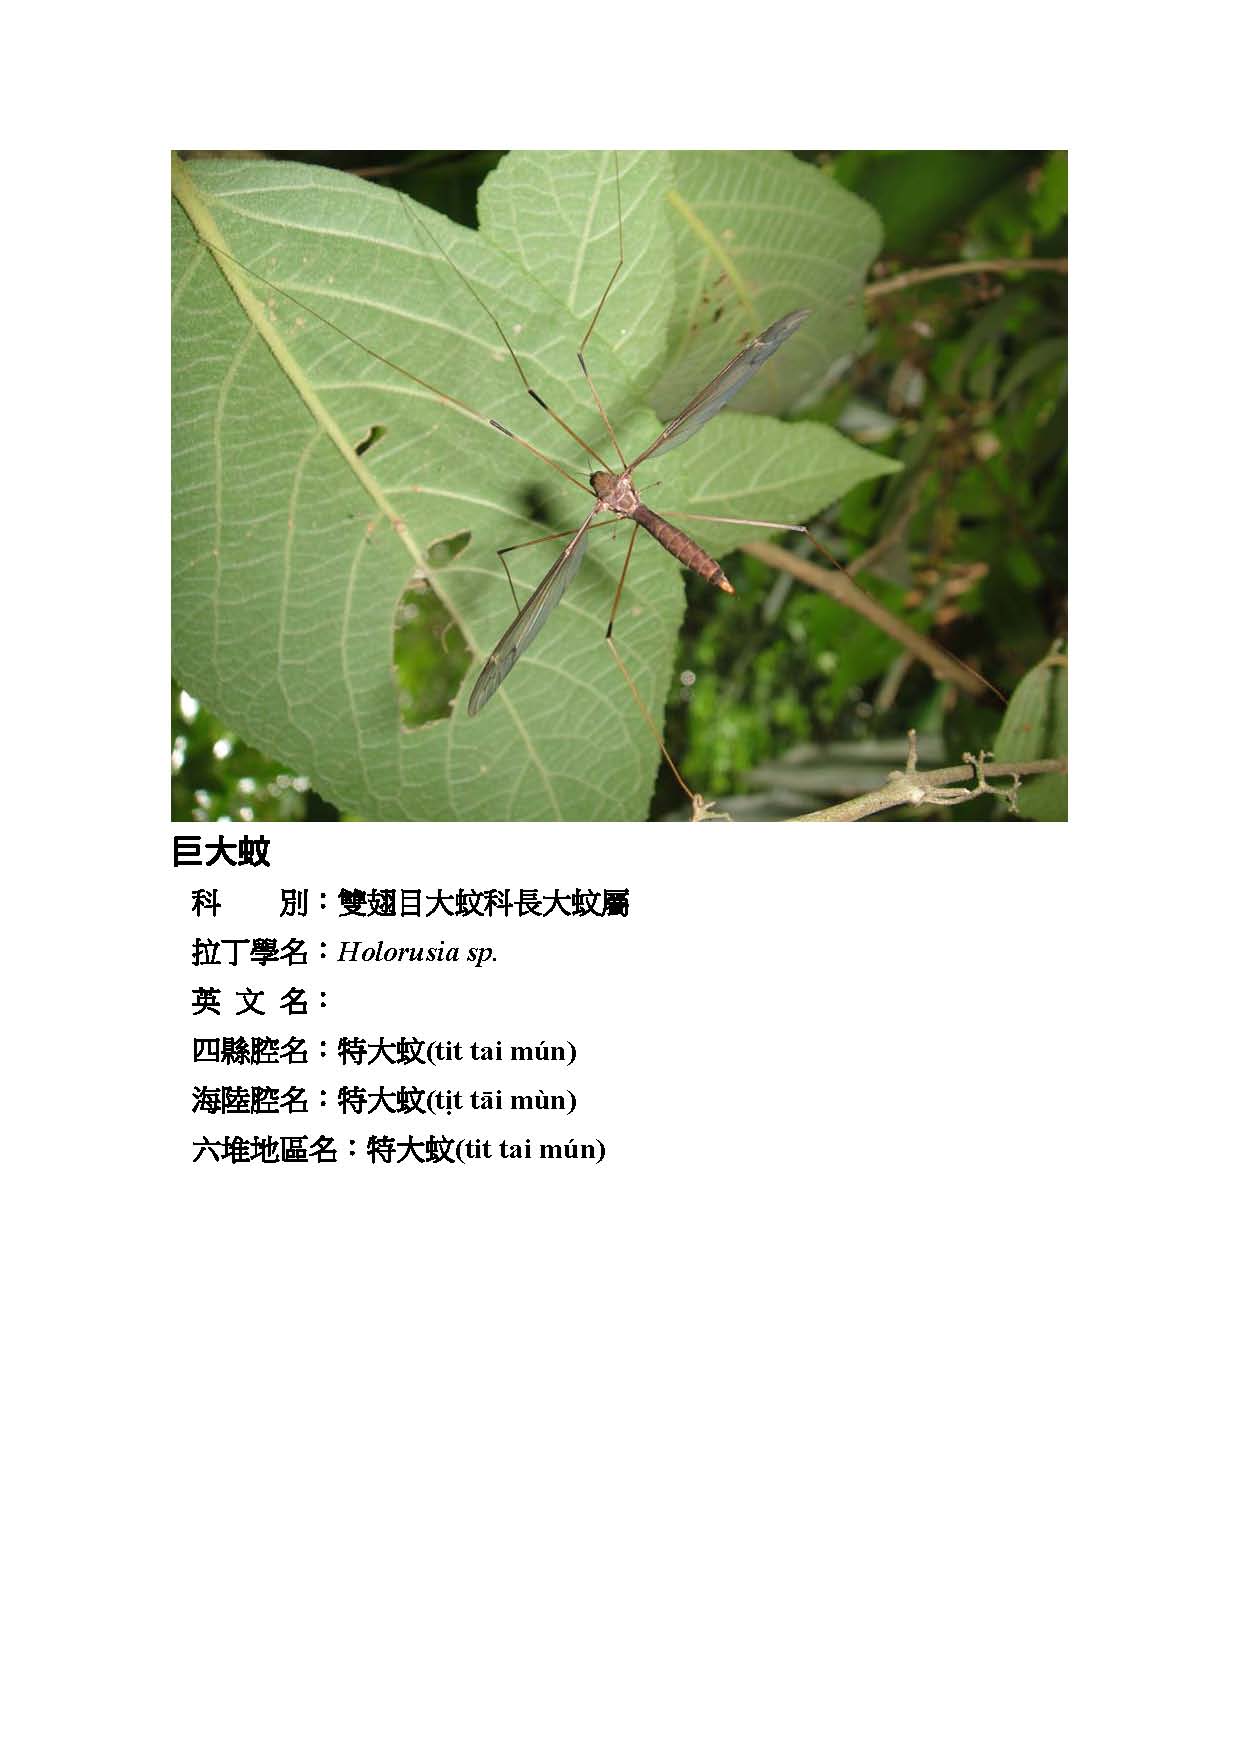 巨大蚊
科　　別：雙翅目大蚊科長大蚊屬
拉丁學名：Holorusia sp.
英 文 名：
四縣腔名：特大蚊(tit tai mún)
海陸腔名：特大蚊(tịt tāi mùn)
六堆地區名：特大蚊(tit tai mún)